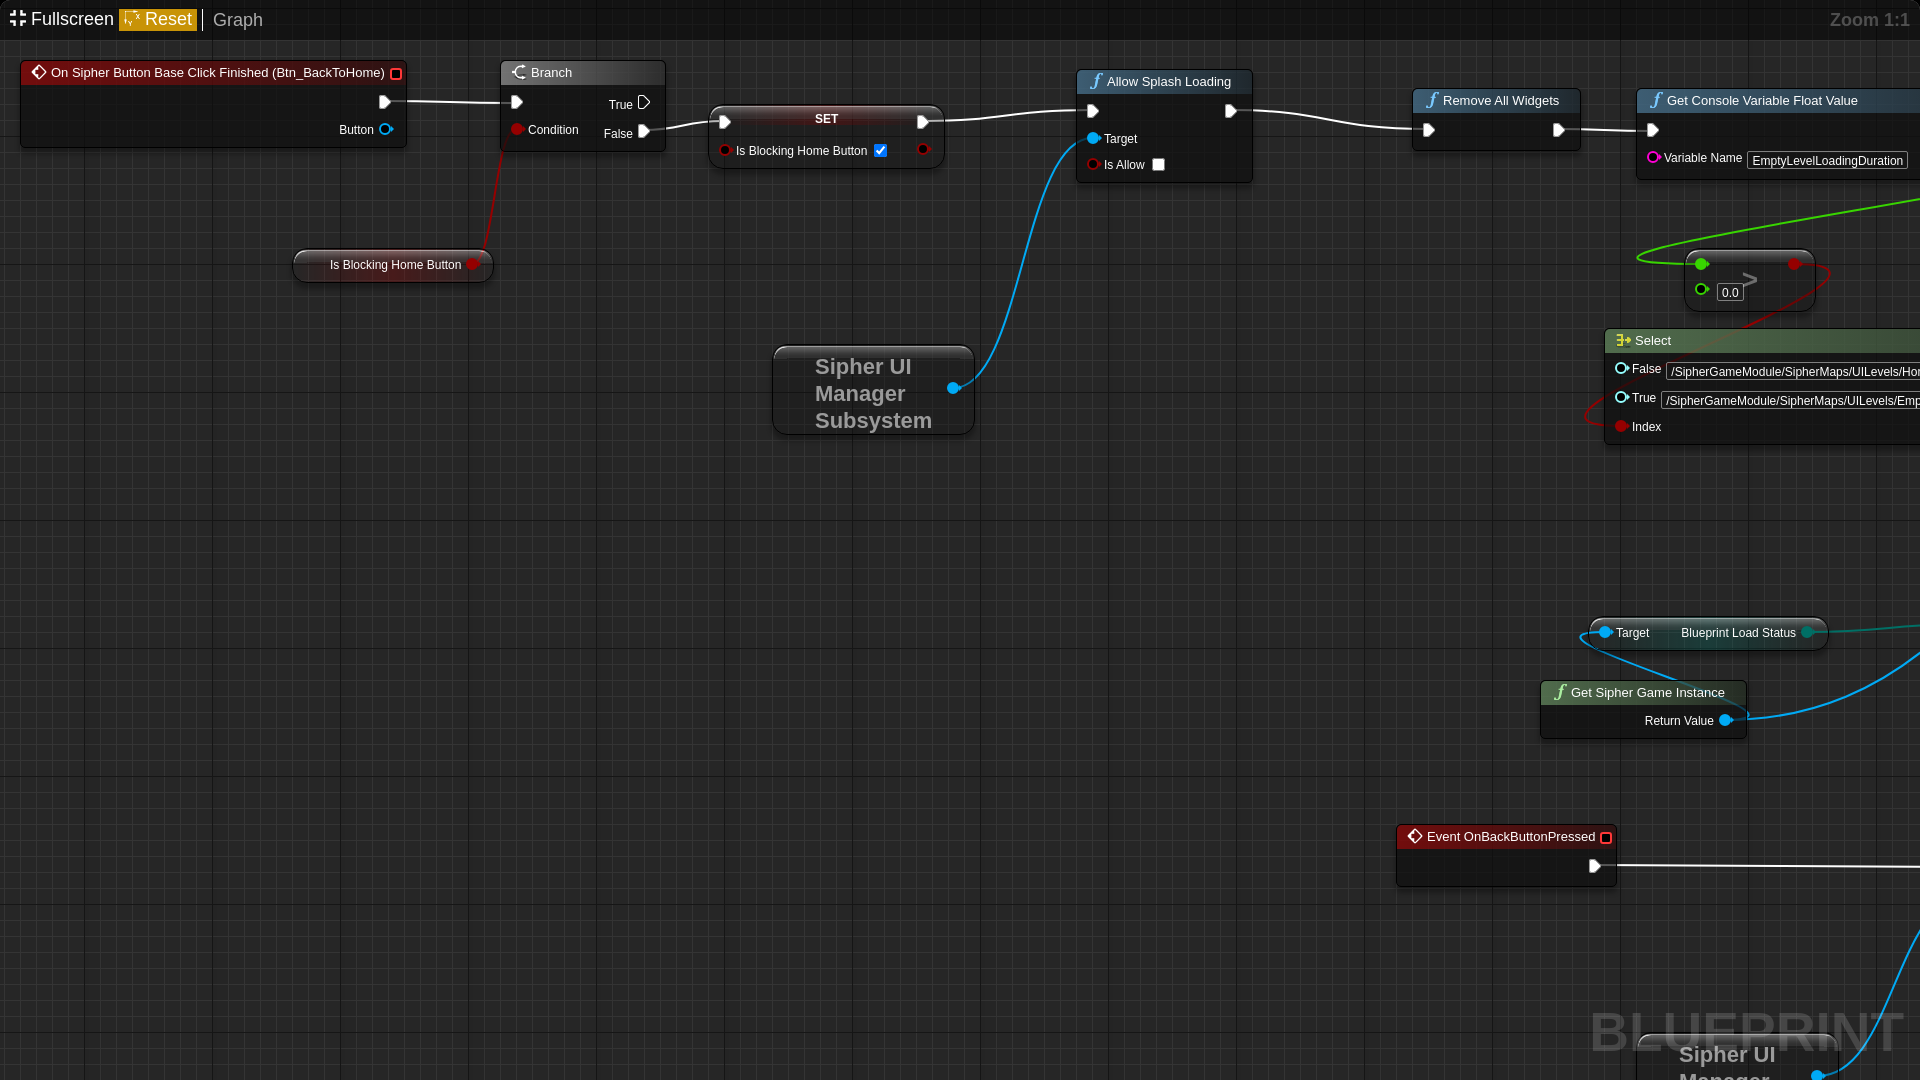 Fullscreen Reset Graph Zoom 1:1
On Sipher Button Base Click Finished (Btn_BackToHome)
Button
Branch
True
Condition
False
SET
Is Blocking Home Button
Allow Splash Loading
Target
Is Allow
Remove All Widgets
Get Console Variable Float Value
Variable Name EmptyLevelLoadingDuration
Is Blocking Home Button
>
0.0
Sipher UI
Manager
Subsystem
Select
False /SipherGameModule/SipherMaps/UILevels/Hor
True /SipherGameModule/SipherMaps/UILevels/Emp
Index
Target Blueprint Load Status
Get Sipher Game Instance
Return Value
Event OnBackButtonPressed
BLUEPRINT
Sipher UI
Manager